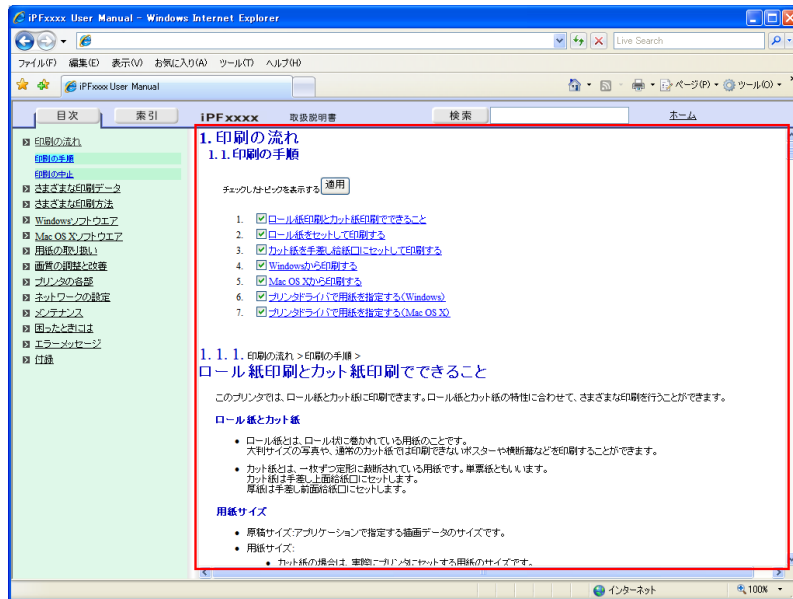 iPFxxxx User Manual - Windows Internet Explorer
Live Search
ファイル(F) 編集(E) 表示(V) お気に入り(A) ツール(T) ヘルプ(H)
iPFxxxx User Manual
ページ(P) ツール(O)
目次 索引 iPFxxxx 取扱説明書 検索 ホーム
印刷の流れ
印刷の手順
印刷の中止
さまざまな印刷データ
さまざまな印刷方法
Windowsソフトウエア
Mac OS Xソフトウエア
用紙の取り扱い
画質の調整と改善
プリンタの各部
ネットワークの設定
メンテナンス
困ったときには
エラーメッセージ
付録
1. 印刷の流れ
1.1. 印刷の手順
チェックしたトピックを表示する 適用
1. ロール紙印刷とカット紙印刷でできること
2. ロール紙をセットして印刷する
3. カット紙を手差し給紙口にセットして印刷する
4. Windowsから印刷する
5. Mac OS Xから印刷する
6. プリンタドライバで用紙を指定する(Windows)
7. プリンタドライバで用紙を指定する(Mac OS X)
1. 1. 1. 印刷の流れ > 印刷の手順 >
ロール紙印刷とカット紙印刷でできること
このプリンタでは、ロール紙とカット紙に印刷できます。ロール紙とカット紙の特性に合わせて、さまざまな印刷を行うことができます。
ロール紙とカット紙
• ロール紙とは、ロール状に巻かれている用紙のことです。
大判サイズの写真や、通常のカット紙では印刷できないポスターや横断幕などを印刷することができます。
• カット紙とは、一枚ずつ定形に裁断されている用紙です。単票紙ともいいます。
カット紙は手差し上面給紙口にセットします。
厚紙は手差し前面給紙口にセットします。
用紙サイズ
• 原稿サイズ:アプリケーションで指定する描画データのサイズです。
• 用紙サイズ:
• カット紙の場合は、実際にプリンタにセットする用紙のサイズです。
インターネット 100%